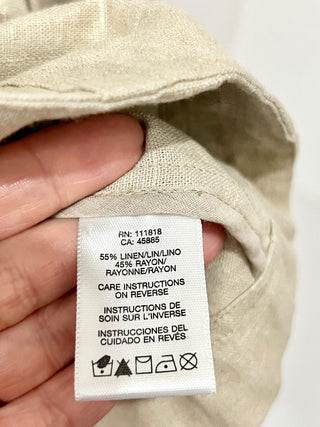 RN: 111818
CA: 45885
55% LINEN/LIN/LINO
45% RAYON/
RAYONNE/RAYON
CARE INSTRUCTIONS
ON REVERSE
INSTRUCTIONS DE
SOIN SUR L'INVERSE
INSTRUCCIONES DEL
CUIDADO EN REVÉS